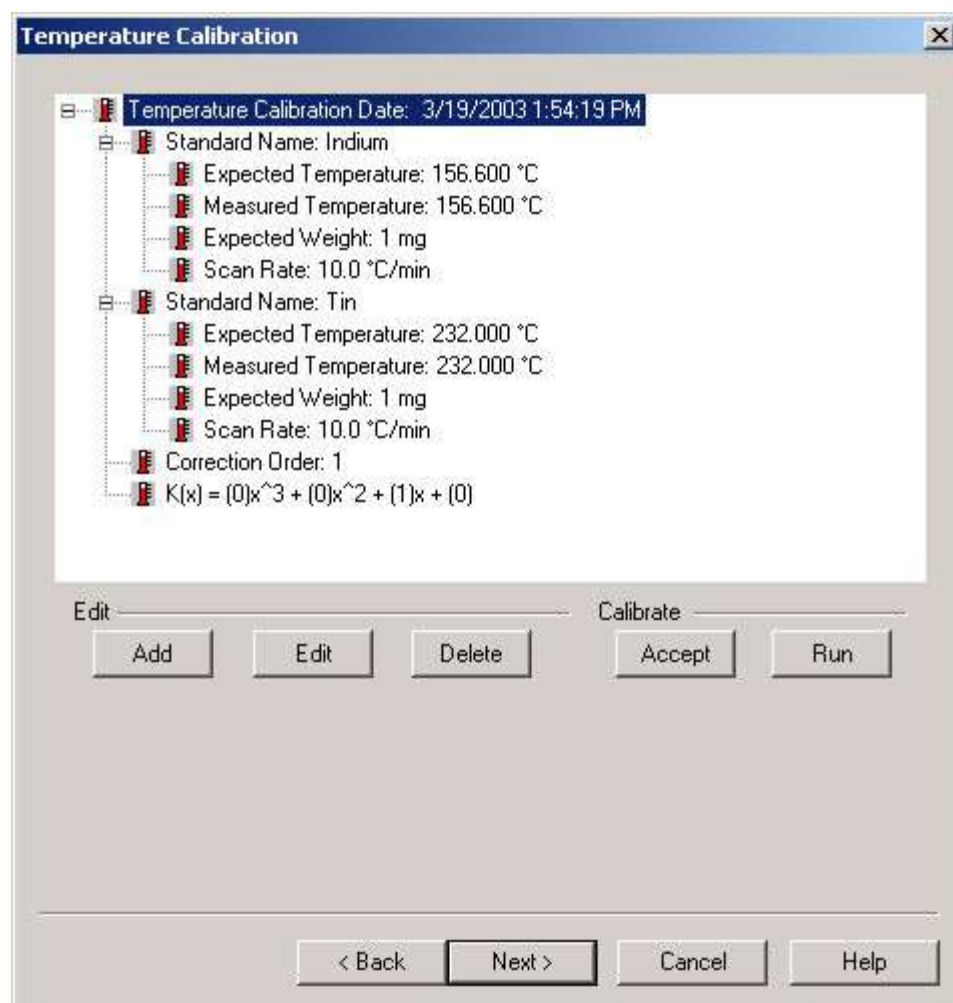 Temperature Calibration
Temperature Calibration Date: 3/19/2003 1:54:19 PM
Standard Name: Indium
Expected Temperature: 156.600 °C
Measured Temperature: 156.600 °C
Expected Weight: 1 mg
Scan Rate: 10.0 °C/min
Standard Name: Tin
Expected Temperature: 232.000 °C
Measured Temperature: 232.000 °C
Expected Weight: 1 mg
Scan Rate: 10.0 °C/min
Correction Order: 1
K(x) = (0)x^3 + (0)x^2 + (1)x + (0)
Edit Calibrate
Add Edit Delete Accept Run
< Back Next > Cancel Help